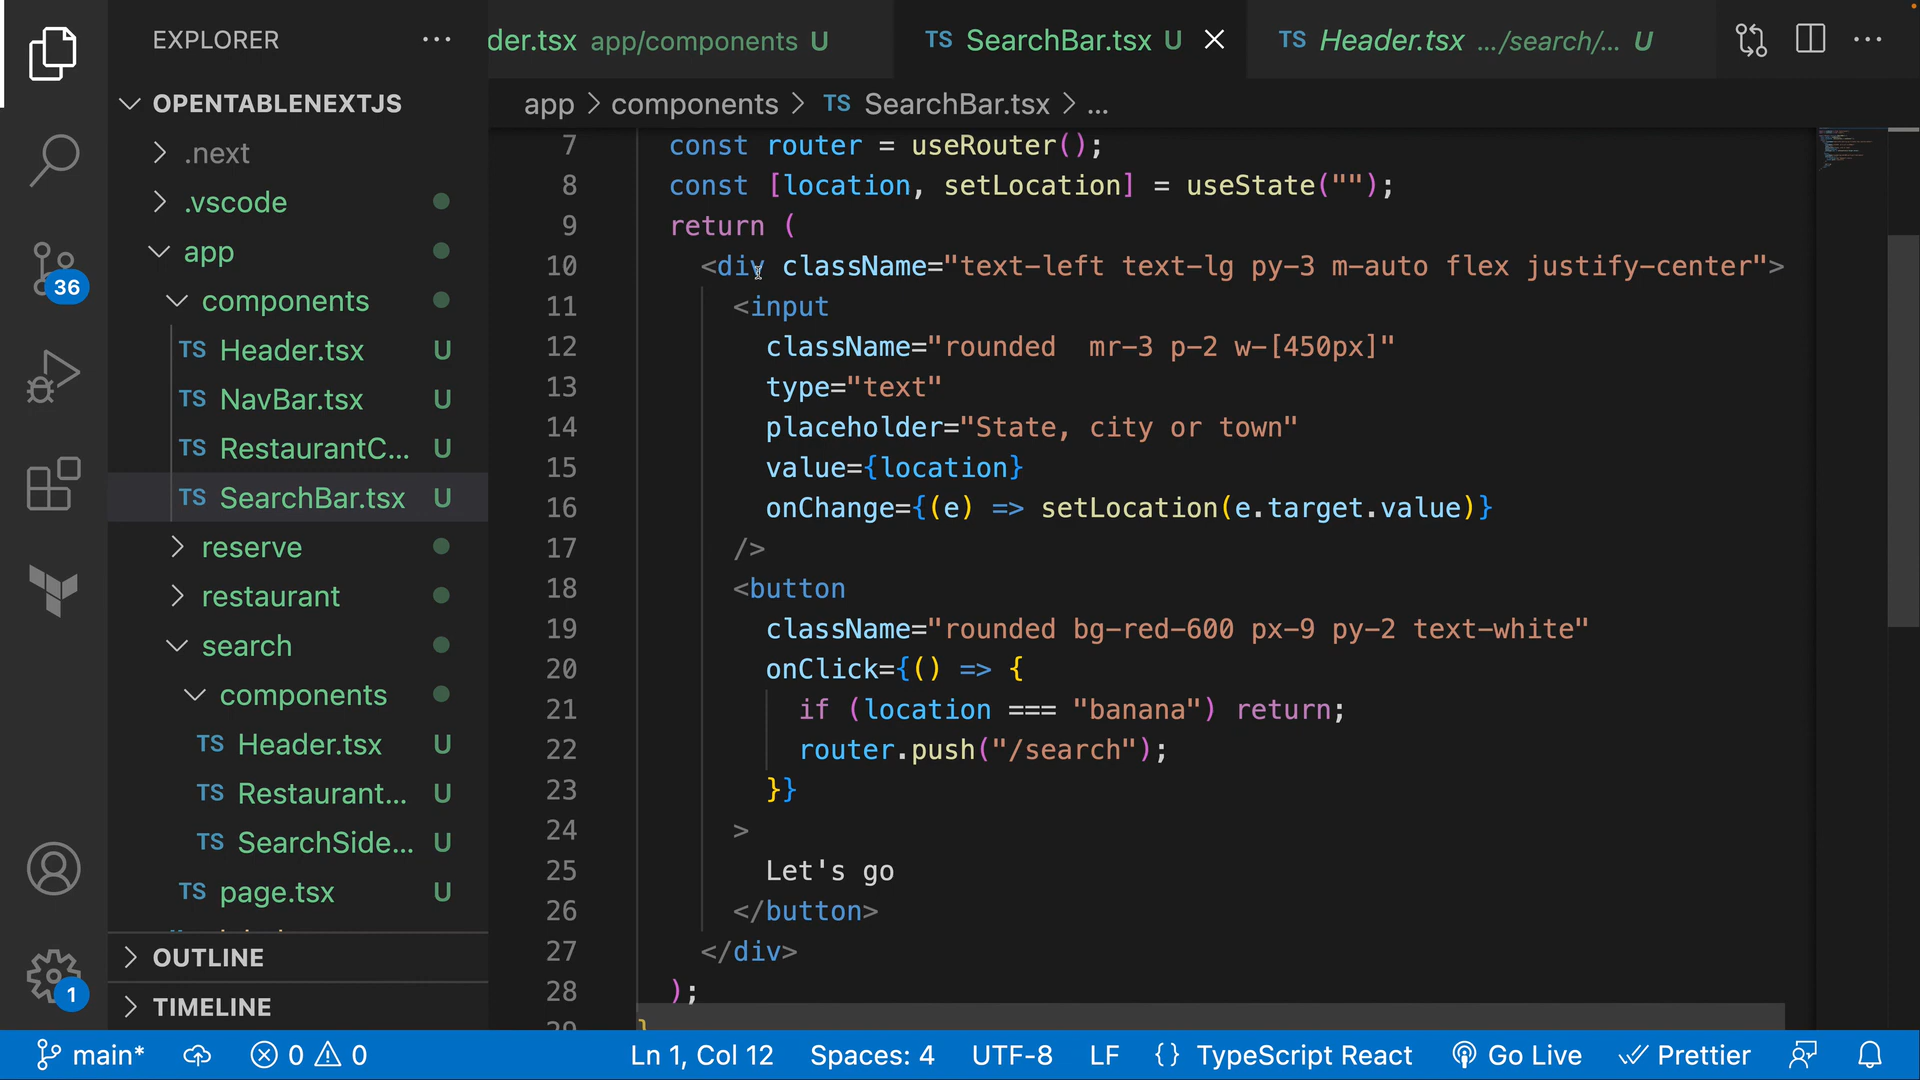 EXPLORER
der.tsx app/components U
TS SearchBar.tsx U
TS Header.tsx .../search/... U
OPENTABLENEXTJS
app > components > TS SearchBar.tsx > ...
.next
.vscode
app
components
TS Header.tsx U
TS NavBar.tsx U
TS RestaurantC... U
TS SearchBar.tsx U
reserve
restaurant
search
components
TS Header.tsx U
TS Restaurant... U
TS SearchSide... U
TS page.tsx U
OUTLINE
TIMELINE
36
1
7 const router = useRouter();
8 const [location, setLocation] = useState("");
9 return (
10 <div className="text-left text-lg py-3 m-auto flex justify-center">
11 <input
12 className="rounded  mr-3 p-2 w-[450px]"
13 type="text"
14 placeholder="State, city or town"
15 value={location}
16 onChange={(e) => setLocation(e.target.value)}
17 />
18 <button
19 className="rounded bg-red-600 px-9 py-2 text-white"
20 onClick={() => {
21 if (location === "banana") return;
22 router.push("/search");
23 }}
24 >
25 Let's go
26 </button>
27 </div>
28 );
29 }
main* 0 0 Ln 1, Col 12 Spaces: 4 UTF-8 LF {} TypeScript React Go Live Prettier